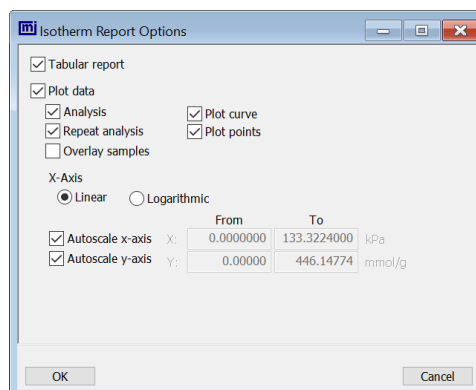 mi Isotherm Report Options
Tabular report
Plot data
Analysis Plot curve
Repeat analysis Plot points
Overlay samples
X-Axis
Linear Logarithmic
From To
Autoscale x-axis X: 0.0000000 133.3224000 kPa
Autoscale y-axis Y: 0.00000 446.14774 mmol/g
OK Cancel